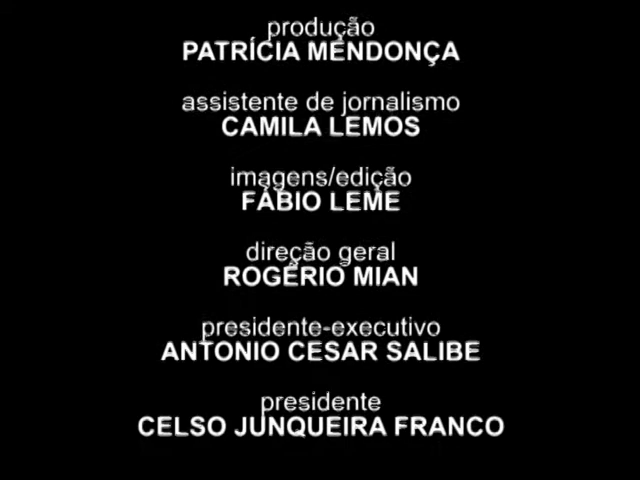 produção
PATRÍCIA MENDONÇA
assistente de jornalismo
CAMILA LEMOS
imagens/edição
FÁBIO LEME
direção geral
ROGÉRIO MIAN
presidente-executivo
ANTONIO CESAR SALIBE
presidente
CELSO JUNQUEIRA FRANCO